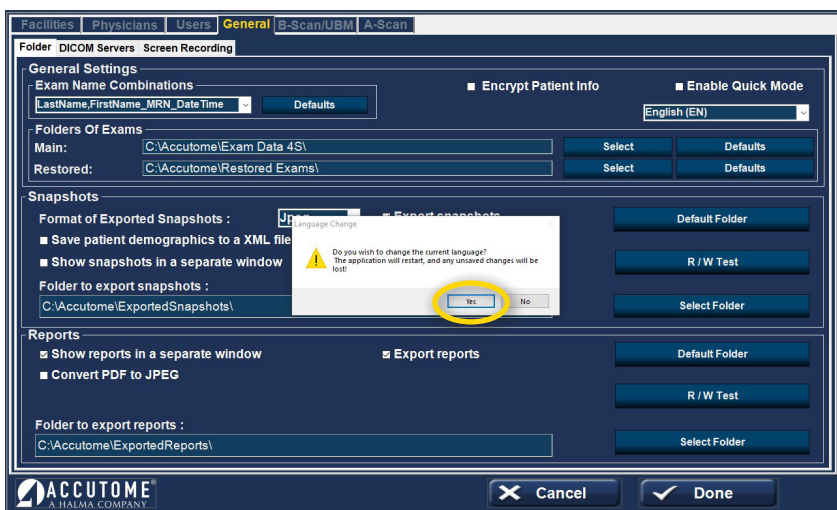 Facilities Physicians Users General B-Scan/UBM A-Scan
Folder DICOM Servers Screen Recording
General Settings
Exam Name Combinations
LastName,FirstName_MRN_DateTime Defaults
Encrypt Patient Info Enable Quick Mode
English (EN)
Folders Of Exams
Main: C:\Accutome\Exam Data 4S\ Select Defaults
Restored: C:\Accutome\Restored Exams\ Select Defaults
Snapshots
Format of Exported Snapshots : Jpeg Export snapshots Default Folder
Save patient demographics to a XML file
Show snapshots in a separate window R / W Test
Folder to export snapshots :
C:\Accutome\ExportedSnapshots\ Select Folder
Language Change
Do you wish to change the current language?
The application will restart, and any unsaved changes will be
lost!
Yes No
Reports
Show reports in a separate window Export reports Default Folder
Convert PDF to JPEG
R / W Test
Folder to export reports :
C:\Accutome\ExportedReports\ Select Folder
ACCUTOME®
A HALMA COMPANY
Cancel Done